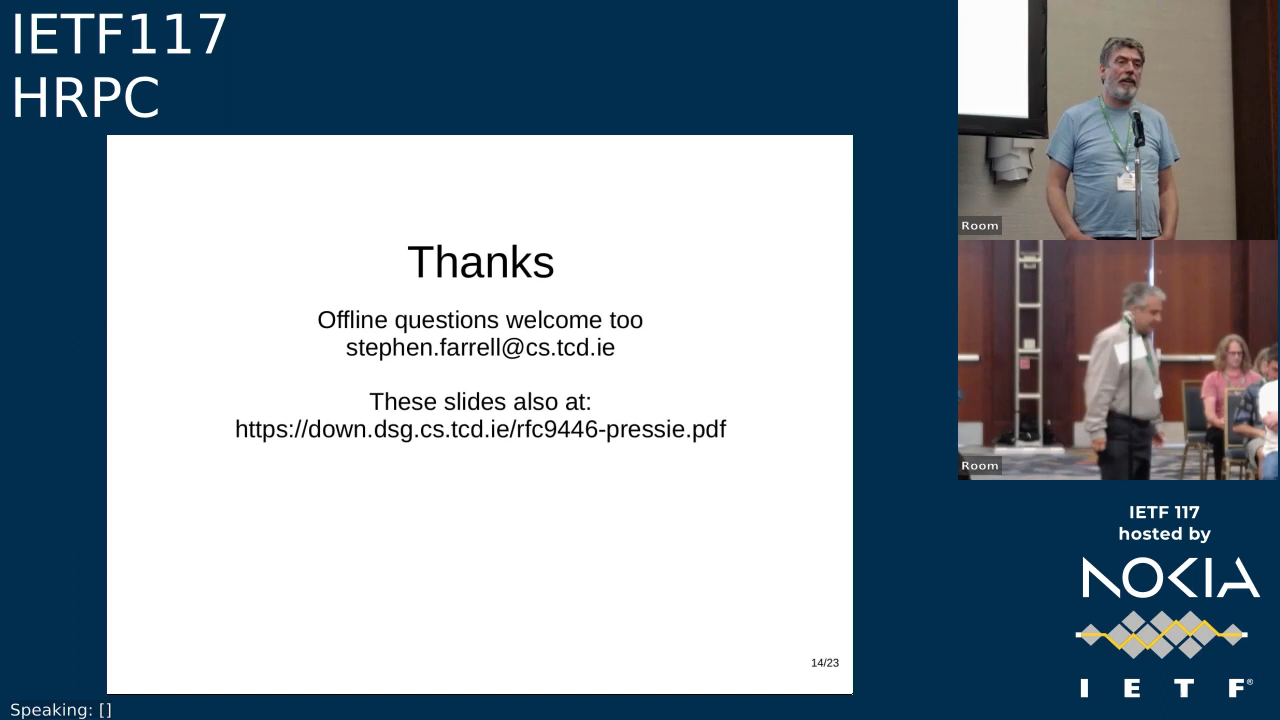 IETF117
HRPC
Thanks
Offline questions welcome too
stephen.farrell@cs.tcd.ie
These slides also at:
https://down.dsg.cs.tcd.ie/rfc9446-pressie.pdf
14/23
Room
Room
IETF 117
hosted by
NOKIA
I E T F®
Speaking: []